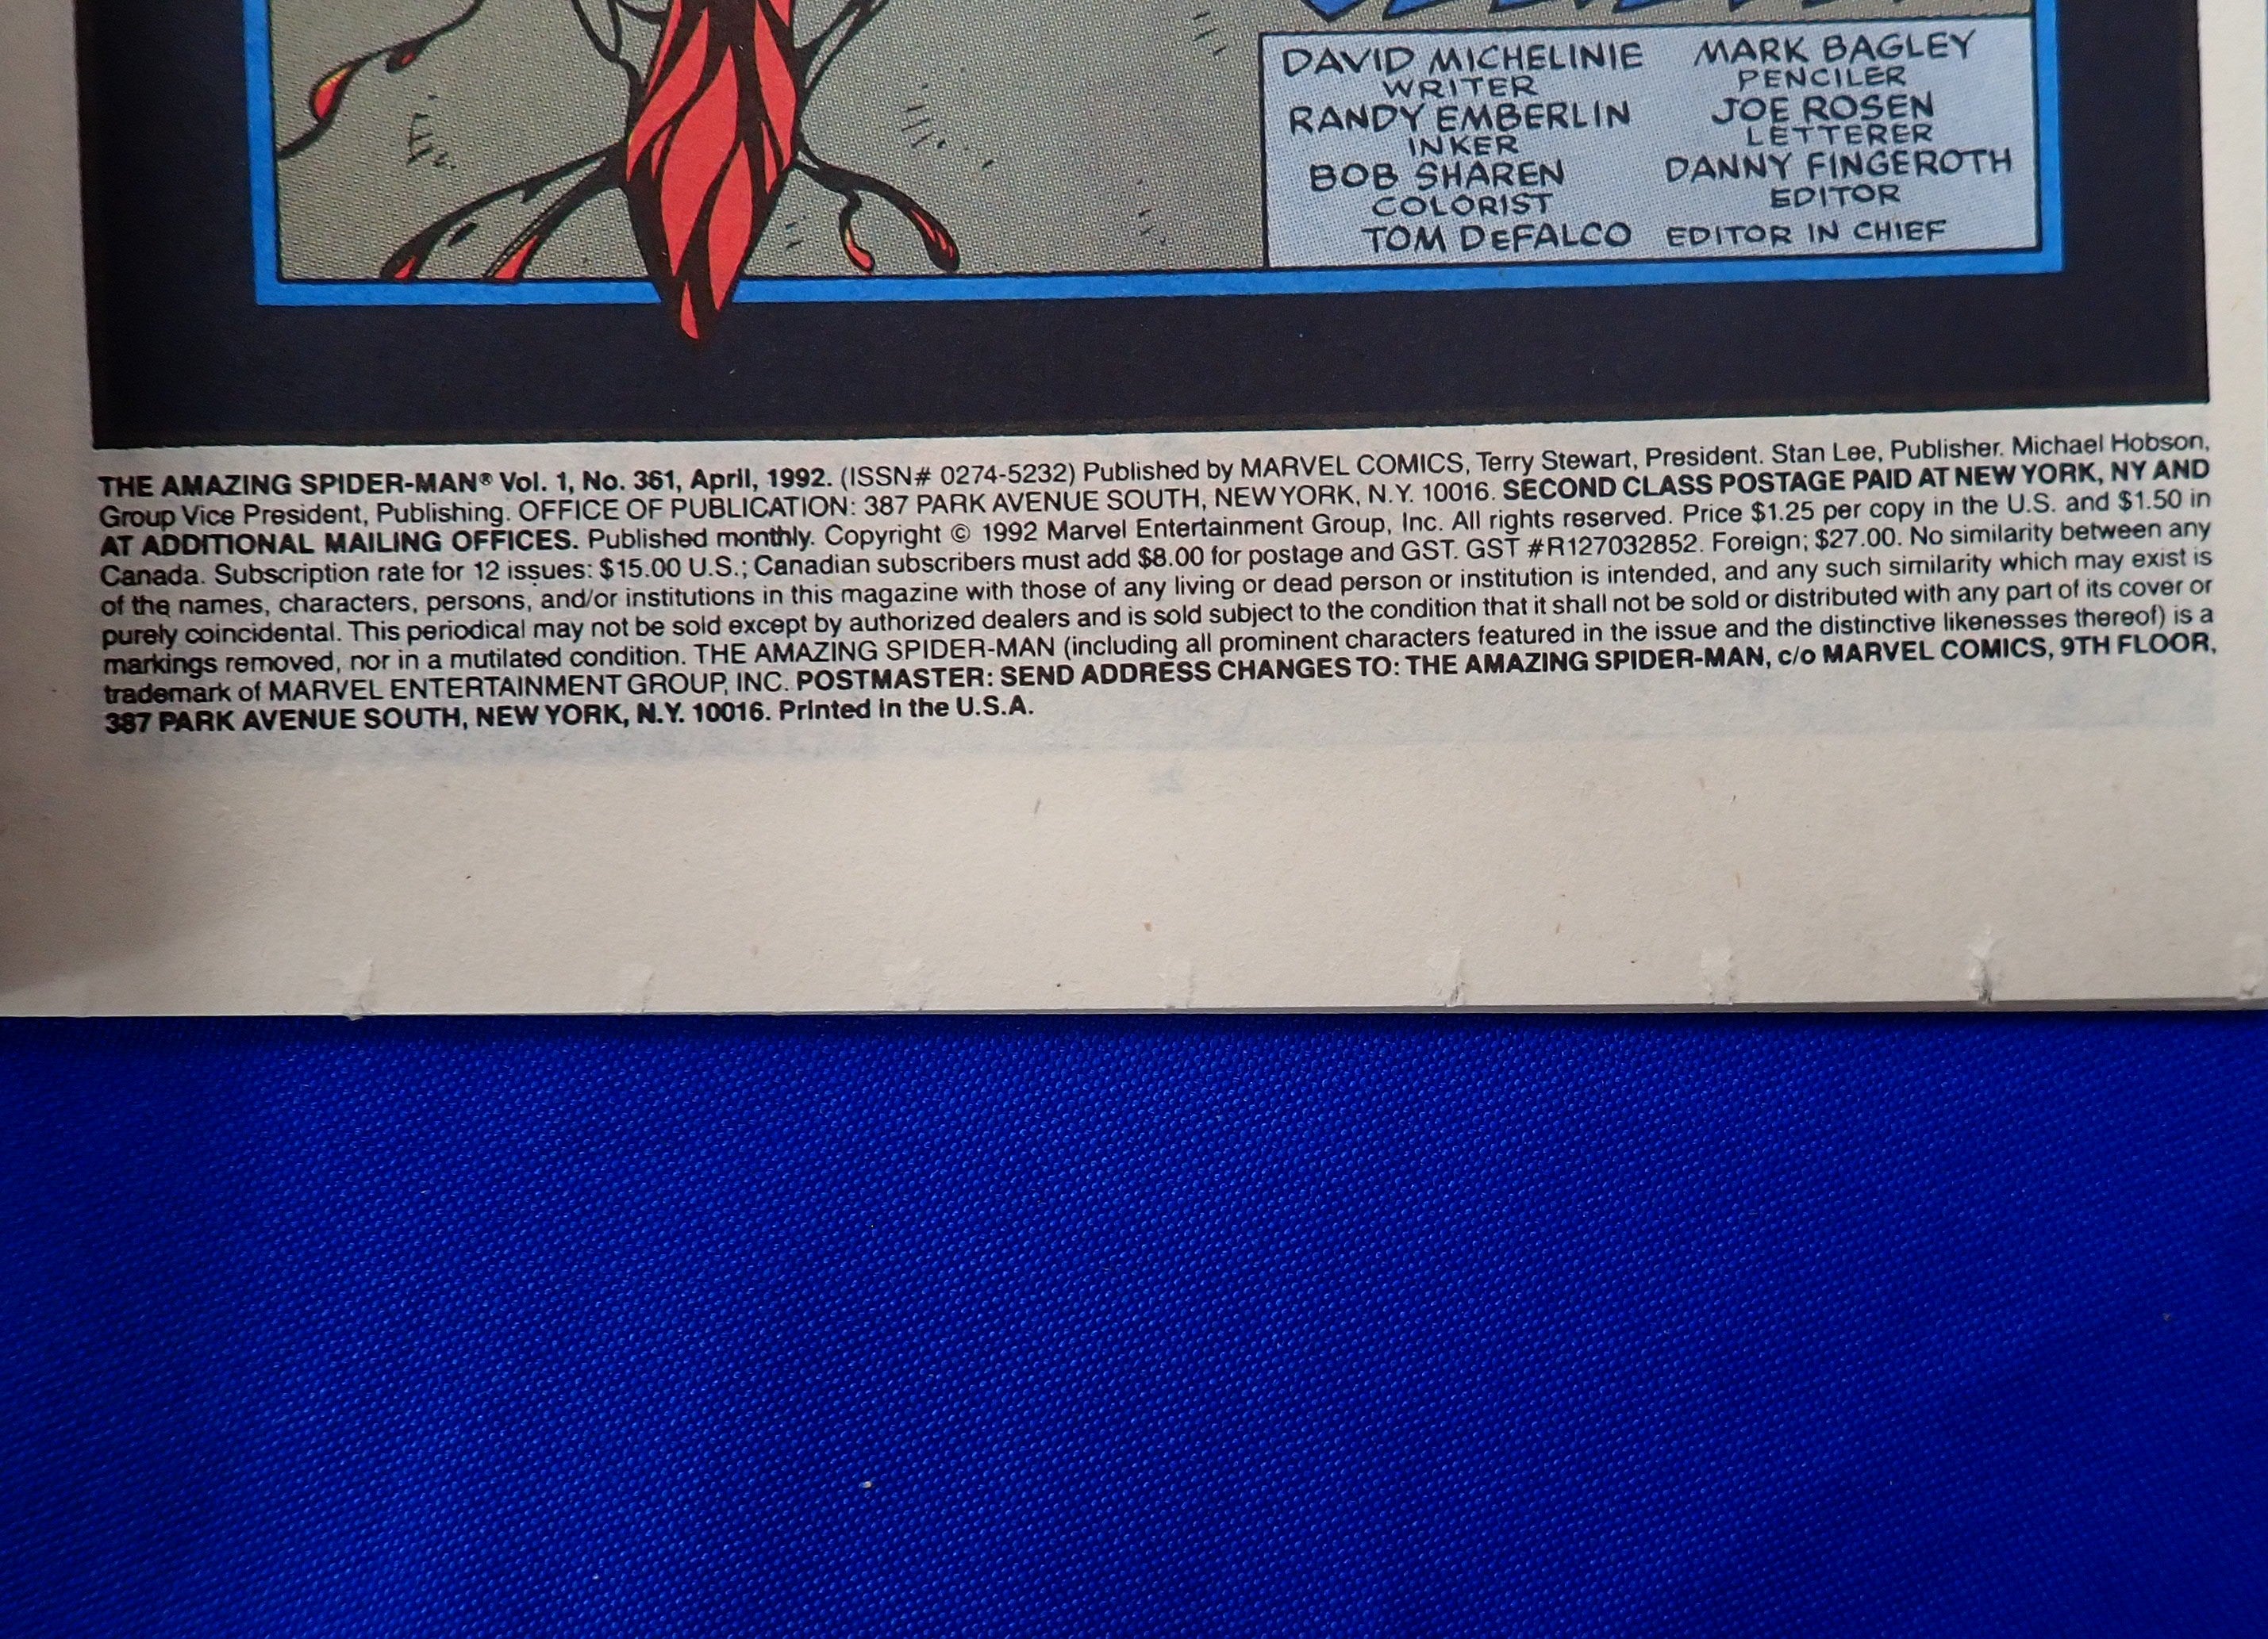 DAVID MICHELINIE MARK BAGLEY
WRITER PENCILER
RANDY EMBERLIN JOE ROSEN
INKER LETTERER
BOB SHAREN DANNY FINGEROTH
COLORIST EDITOR
TOM DEFALCO EDITOR IN CHIEF
THE AMAZING SPIDER-MAN® Vol. 1, No. 361, April, 1992. (ISSN# 0274-5232) Published by MARVEL COMICS, Terry Stewart, President. Stan Lee, Publisher. Michael Hobson,
Group Vice President, Publishing. OFFICE OF PUBLICATION: 387 PARK AVENUE SOUTH, NEW YORK, N.Y. 10016. SECOND CLASS POSTAGE PAID AT NEW YORK, NY AND
AT ADDITIONAL MAILING OFFICES. Published monthly. Copyright © 1992 Marvel Entertainment Group, Inc. All rights reserved. Price $1.25 per copy in the U.S. and $1.50 in
Canada. Subscription rate for 12 issues: $15.00 U.S.; Canadian subscribers must add $8.00 for postage and GST. GST #R127032852. Foreign; $27.00. No similarity between any
of the names, characters, persons, and/or institutions in this magazine with those of any living or dead person or institution is intended, and any such similarity which may exist is
purely coincidental. This periodical may not be sold except by authorized dealers and is sold subject to the condition that it shall not be sold or distributed with any part of its cover or
markings removed, nor in a mutilated condition. THE AMAZING SPIDER-MAN (including all prominent characters featured in the issue and the distinctive likenesses thereof) is a
trademark of MARVEL ENTERTAINMENT GROUP, INC. POSTMASTER: SEND ADDRESS CHANGES TO: THE AMAZING SPIDER-MAN, c/o MARVEL COMICS, 9TH FLOOR,
387 PARK AVENUE SOUTH, NEW YORK, N.Y. 10016. Printed in the U.S.A.